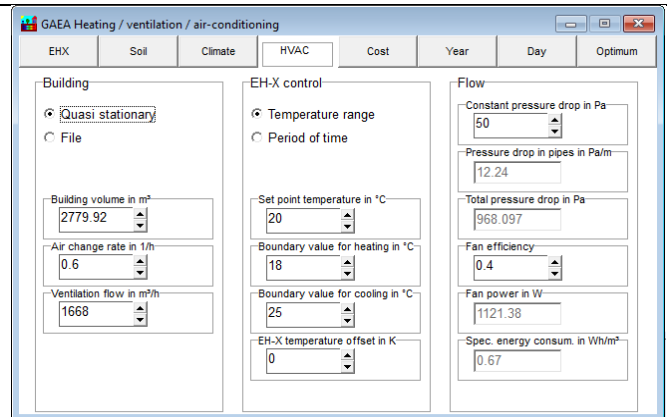 GAEA Heating / ventilation / air-conditioning
EHX Soil Climate HVAC Cost Year Day Optimum
Building
Quasi stationary
File
Building volume in m³
2779.92
Air change rate in 1/h
0.6
Ventilation flow in m³/h
1668
EH-X control
Temperature range
Period of time
Set point temperature in °C
20
Boundary value for heating in °C
18
Boundary value for cooling in °C
25
EH-X temperature offset in K
0
Flow
Constant pressure drop in Pa
50
Pressure drop in pipes in Pa/m
12.24
Total pressure drop in Pa
968.097
Fan efficiency
0.4
Fan power in W
1121.38
Spec. energy consum. in Wh/m³
0.67